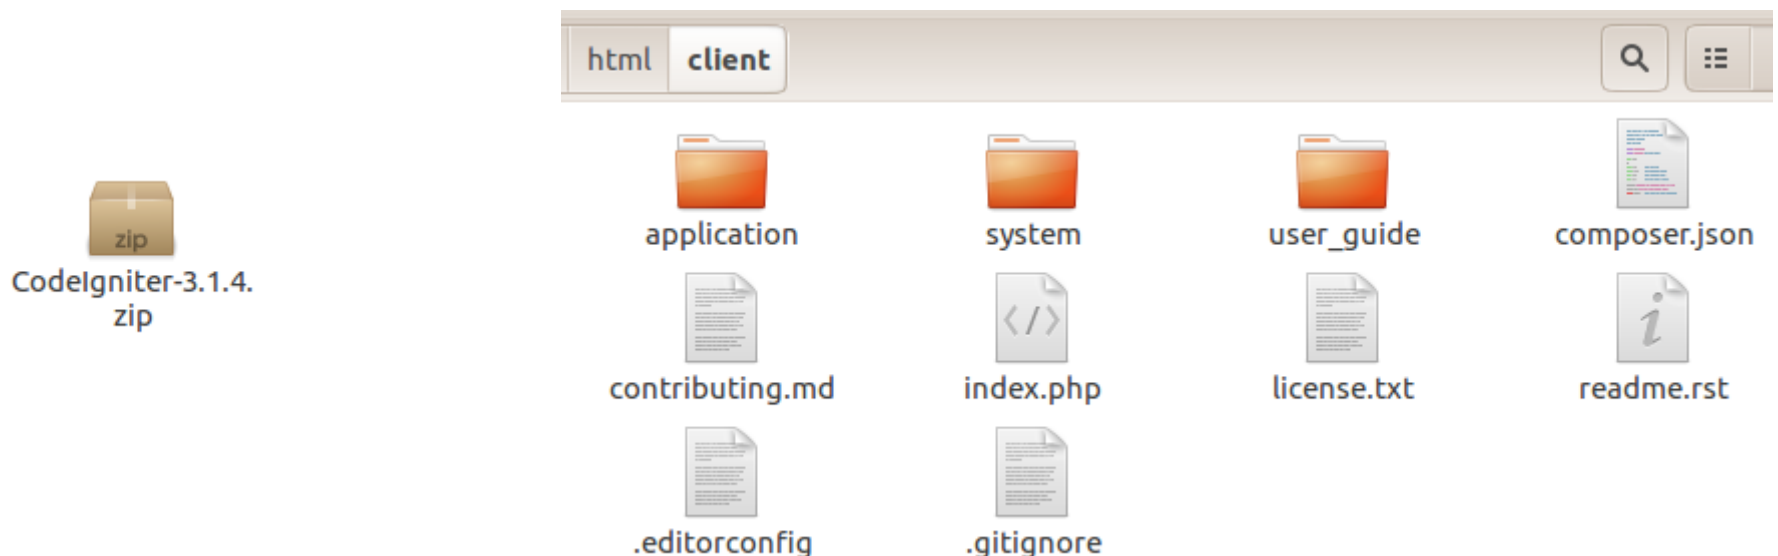 html client
zip
CodeIgniter-3.1.4.
zip
application system user_guide composer.json
contributing.md index.php license.txt readme.rst
.editorconfig .gitignore